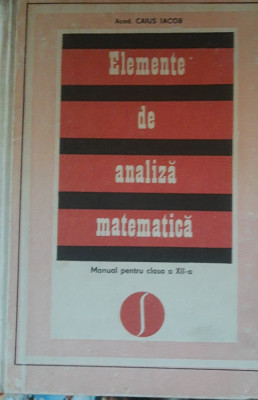 Acad. CAIUS IACOB
Elemente
de
analiză
matematică
Manual pentru clasa a XII-a
∫